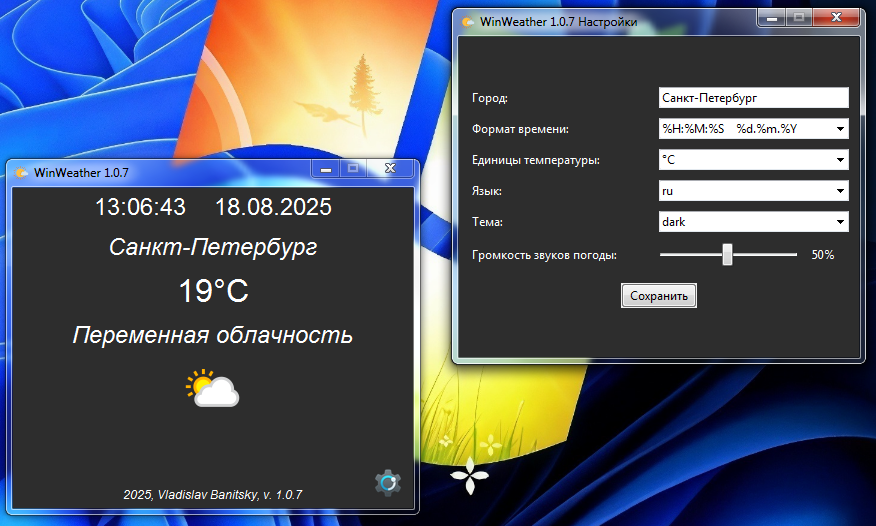 WinWeather 1.0.7
13:06:43 18.08.2025
Санкт-Петербург
19°C
Переменная облачность
2025, Vladislav Banitsky, v. 1.0.7
WinWeather 1.0.7 Настройки
Город: Санкт-Петербург
Формат времени: %H:%M:%S %d.%m.%Y
Единицы температуры: °C
Язык: ru
Тема: dark
Громкость звуков погоды: 50%
Сохранить